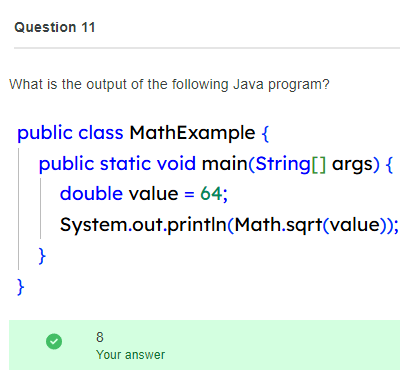 Question 11
What is the output of the following Java program?
public class MathExample {
public static void main(String[] args) {
double value = 64;
System.out.println(Math.sqrt(value));
}
}
8
Your answer